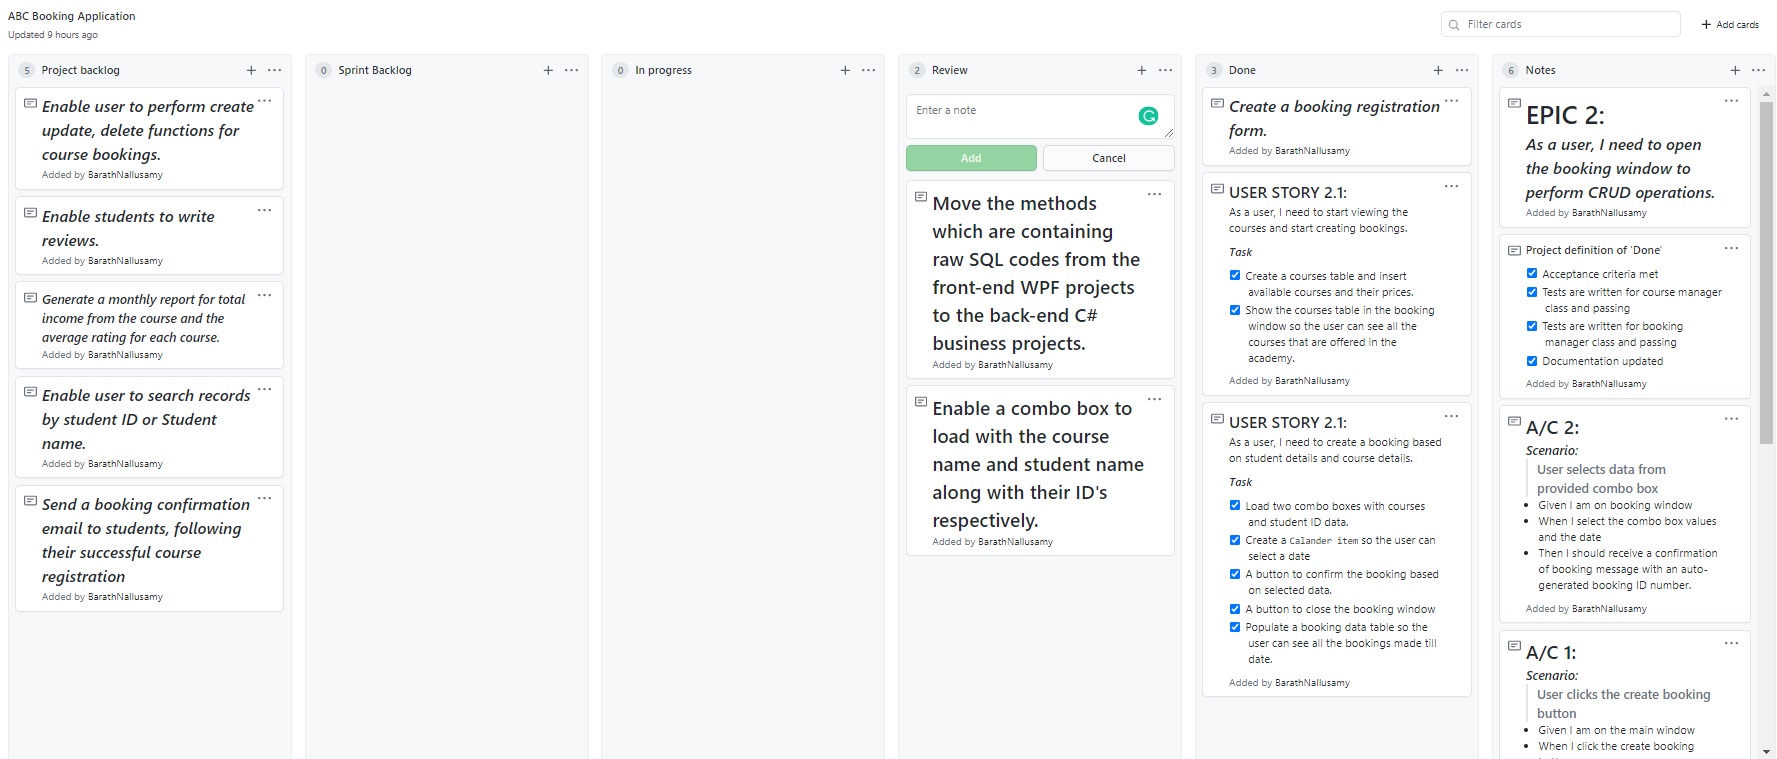 ABC Booking Application
Updated 9 hours ago
Filter cards
Add cards
5 Project backlog
Enable user to perform create
update, delete functions for
course bookings.
Added by BarathNallusamy
Enable students to write
reviews.
Added by BarathNallusamy
Generate a monthly report for total
income from the course and the
average rating for each course.
Added by BarathNallusamy
Enable user to search records
by student ID or Student
name.
Added by BarathNallusamy
Send a booking confirmation
email to students, following
their successful course
registration
Added by BarathNallusamy
0 Sprint Backlog
0 In progress
2 Review
Enter a note
Add
Cancel
Move the methods
which are containing
raw SQL codes from the
front-end WPF projects
to the back-end C#
business projects.
Added by BarathNallusamy
Enable a combo box to
load with the course
name and student name
along with their ID's
respectively.
Added by BarathNallusamy
3 Done
Create a booking registration
form.
Added by BarathNallusamy
USER STORY 2.1:
As a user, I need to start viewing the
courses and start creating bookings.
Task
Create a courses table and insert
available courses and their prices.
Show the courses table in the booking
window so the user can see all the
courses that are offered in the
academy.
Added by BarathNallusamy
USER STORY 2.1:
As a user, I need to create a booking based
on student details and course details.
Task
Load two combo boxes with courses
and student ID data.
Create a Calander item so the user can
select a date
A button to confirm the booking based
on selected data.
A button to close the booking window
Populate a booking data table so the
user can see all the bookings made till
date.
Added by BarathNallusamy
6 Notes
EPIC 2:
As a user, I need to open
the booking window to
perform CRUD operations.
Added by BarathNallusamy
Project definition of 'Done'
Acceptance criteria met
Tests are written for course manager
class and passing
Tests are written for booking
manager class and passing
Documentation updated
Added by BarathNallusamy
A/C 2:
Scenario:
User selects data from
provided combo box
• Given I am on booking window
• When I select the combo box values
and the date
• Then I should receive a confirmation
of booking message with an auto-
generated booking ID number.
Added by BarathNallusamy
A/C 1:
Scenario:
User clicks the create booking
button
• Given I am on the main window
• When I click the create booking